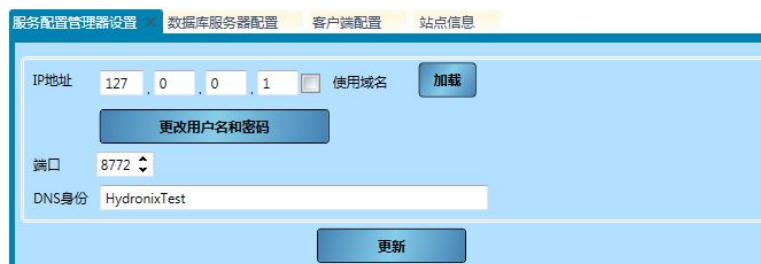 服务配置管理器设置 × 数据库服务器配置 客户端配置 站点信息
IP地址 127 . 0 . 0 . 1 使用域名 加载
更改用户名和密码
端口 8772
DNS身份 HydronixTest
更新